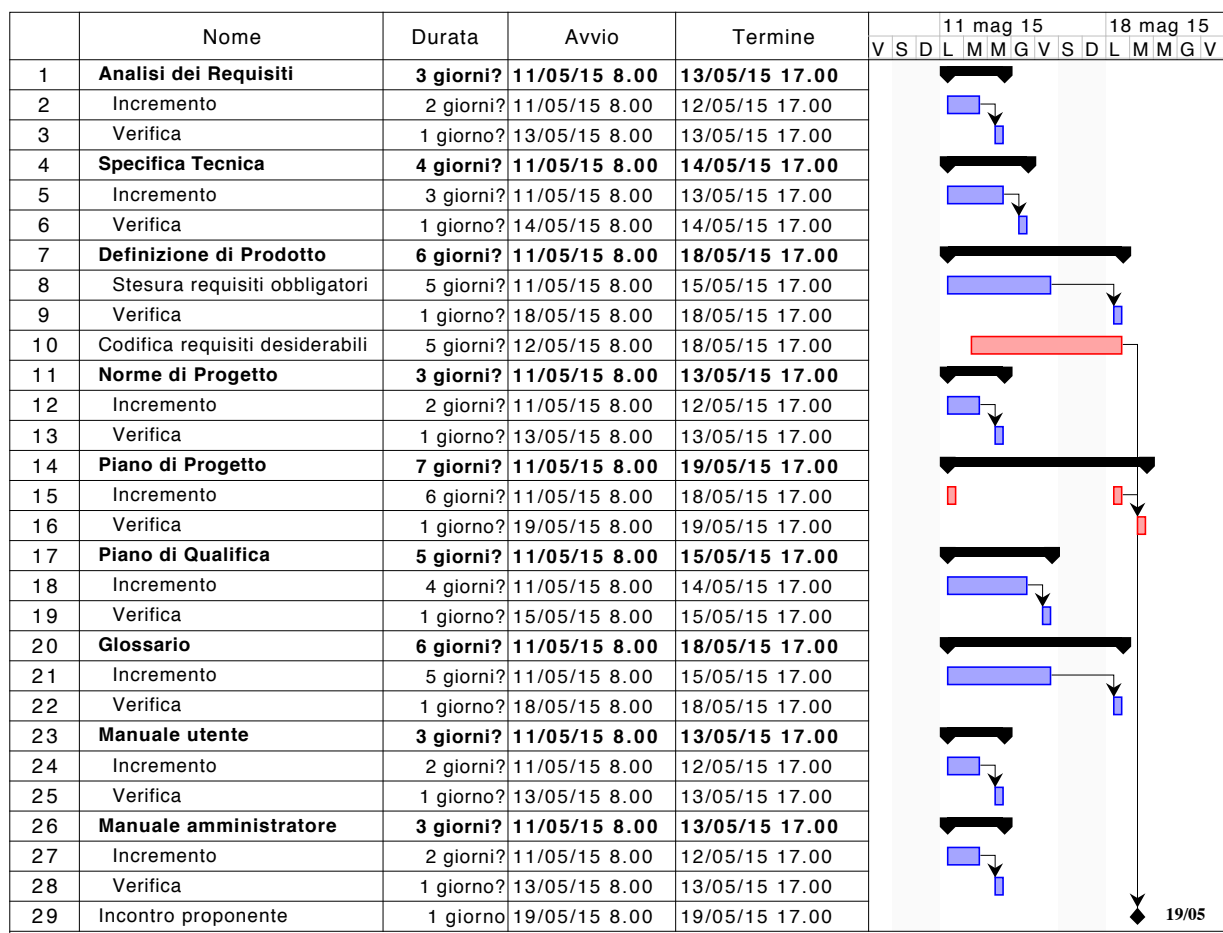 11 mag 15 18 mag 15
Nome Durata Avvio Termine
V S D L M M G V S D L M M G V
1 Analisi dei Requisiti 3 giorni? 11/05/15 8.00 13/05/15 17.00
2 Incremento 2 giorni? 11/05/15 8.00 12/05/15 17.00
3 Verifica 1 giorno? 13/05/15 8.00 13/05/15 17.00
4 Specifica Tecnica 4 giorni? 11/05/15 8.00 14/05/15 17.00
5 Incremento 3 giorni? 11/05/15 8.00 13/05/15 17.00
6 Verifica 1 giorno? 14/05/15 8.00 14/05/15 17.00
7 Definizione di Prodotto 6 giorni? 11/05/15 8.00 18/05/15 17.00
8 Stesura requisiti obbligatori 5 giorni? 11/05/15 8.00 15/05/15 17.00
9 Verifica 1 giorno? 18/05/15 8.00 18/05/15 17.00
10 Codifica requisiti desiderabili 5 giorni? 12/05/15 8.00 18/05/15 17.00
11 Norme di Progetto 3 giorni? 11/05/15 8.00 13/05/15 17.00
12 Incremento 2 giorni? 11/05/15 8.00 12/05/15 17.00
13 Verifica 1 giorno? 13/05/15 8.00 13/05/15 17.00
14 Piano di Progetto 7 giorni? 11/05/15 8.00 19/05/15 17.00
15 Incremento 6 giorni? 11/05/15 8.00 18/05/15 17.00
16 Verifica 1 giorno? 19/05/15 8.00 19/05/15 17.00
17 Piano di Qualifica 5 giorni? 11/05/15 8.00 15/05/15 17.00
18 Incremento 4 giorni? 11/05/15 8.00 14/05/15 17.00
19 Verifica 1 giorno? 15/05/15 8.00 15/05/15 17.00
20 Glossario 6 giorni? 11/05/15 8.00 18/05/15 17.00
21 Incremento 5 giorni? 11/05/15 8.00 15/05/15 17.00
22 Verifica 1 giorno? 18/05/15 8.00 18/05/15 17.00
23 Manuale utente 3 giorni? 11/05/15 8.00 13/05/15 17.00
24 Incremento 2 giorni? 11/05/15 8.00 12/05/15 17.00
25 Verifica 1 giorno? 13/05/15 8.00 13/05/15 17.00
26 Manuale amministratore 3 giorni? 11/05/15 8.00 13/05/15 17.00
27 Incremento 2 giorni? 11/05/15 8.00 12/05/15 17.00
28 Verifica 1 giorno? 13/05/15 8.00 13/05/15 17.00
29 Incontro proponente 1 giorno 19/05/15 8.00 19/05/15 17.00 19/05